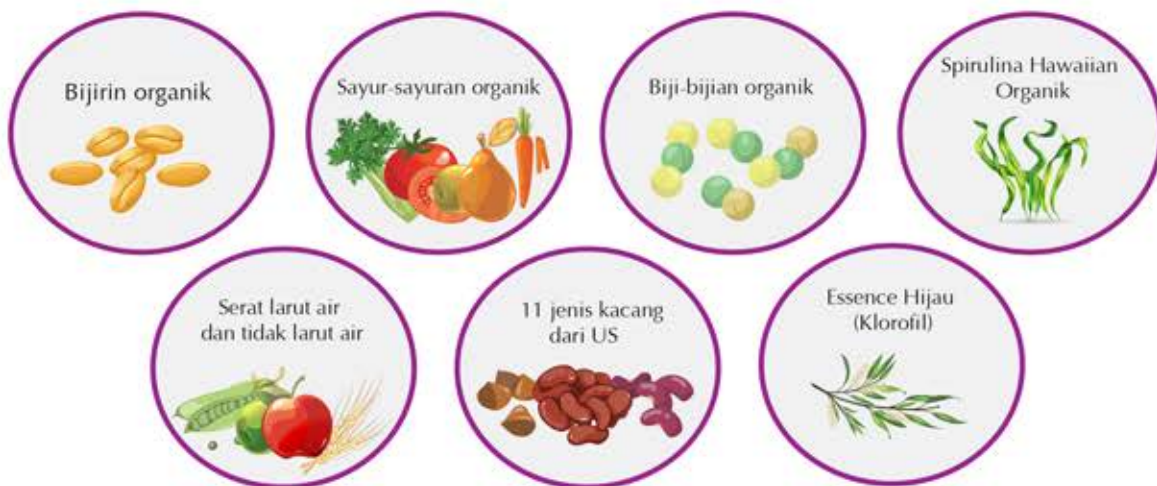 Bijirin organik
Sayur-sayuran organik
Biji-bijian organik
Spirulina Hawaiian
Organik
Serat larut air
dan tidak larut air
11 jenis kacang
dari US
Essence Hijau
(Klorofil)